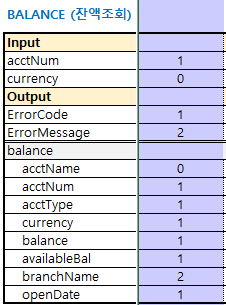 BALANCE (잔액조회)
Input
acctNum 1
currency 0
Output
ErrorCode 1
ErrorMessage 2
balance
acctName 0
acctNum 1
acctType 1
currency 1
balance 1
availableBal 1
branchName 2
openDate 1